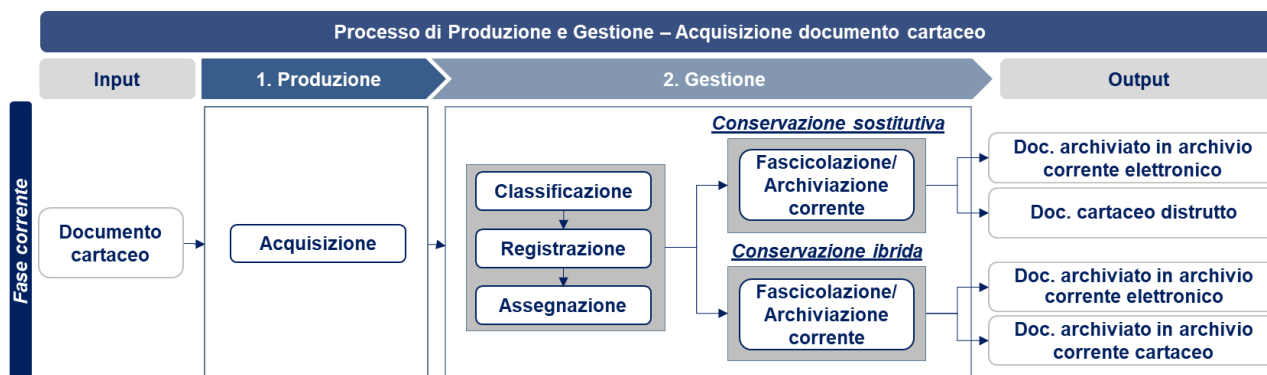 Processo di Produzione e Gestione – Acquisizione documento cartaceo
Input
1. Produzione
2. Gestione
Output
Fase corrente
Documento
cartaceo
Acquisizione
Classificazione
Registrazione
Assegnazione
Conservazione sostitutiva
Fascicolazione/
Archiviazione
corrente
Conservazione ibrida
Fascicolazione/
Archiviazione
corrente
Doc. archiviato in archivio
corrente elettronico
Doc. cartaceo distrutto
Doc. archiviato in archivio
corrente elettronico
Doc. archiviato in archivio
corrente cartaceo